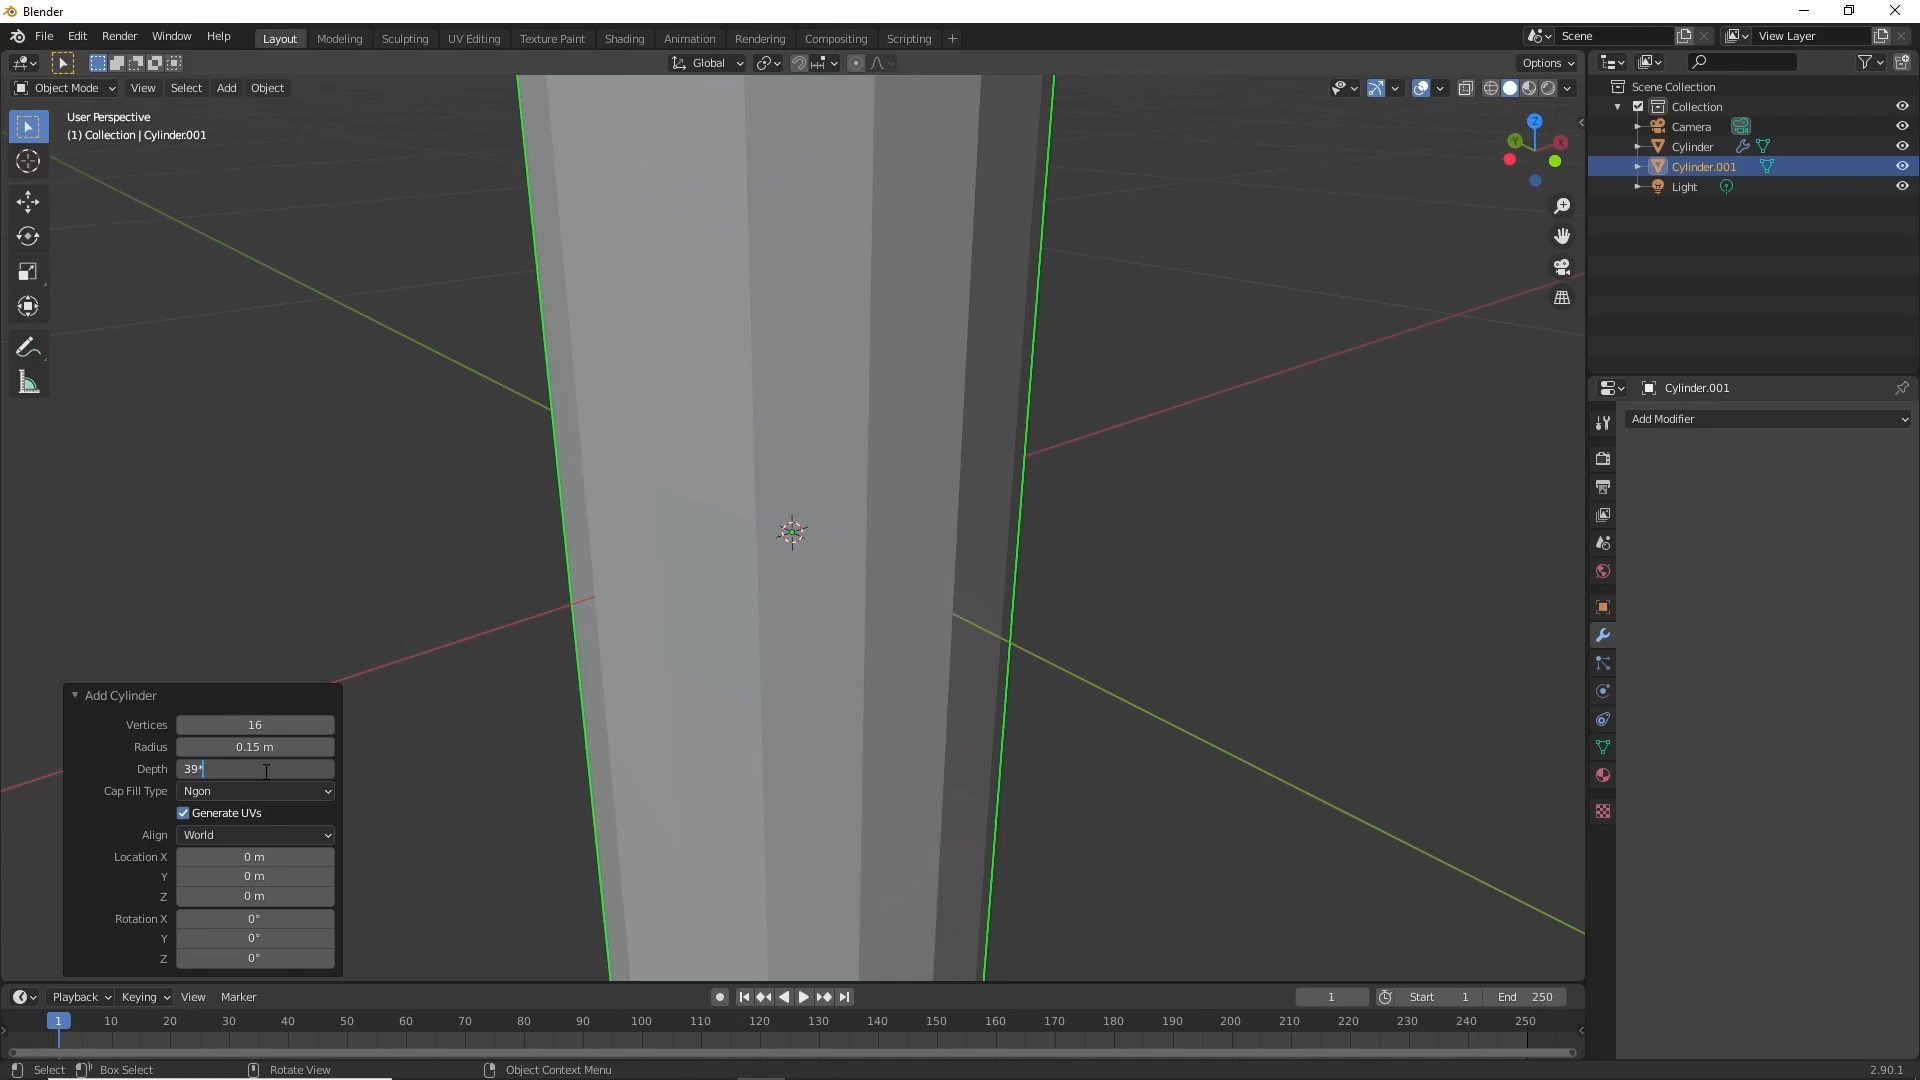 Blender
File Edit Render Window Help
Layout Modeling Sculpting UV Editing Texture Paint Shading Animation Rendering Compositing Scripting +
Scene
View Layer
Global
Options
Object Mode View Select Add Object
User Perspective
(1) Collection | Cylinder.001
Z
Y
X
Scene Collection
Collection
Camera
Cylinder
Cylinder.001
Light
Cylinder.001
Add Modifier
Add Cylinder
Vertices 16
Radius 0.15 m
Depth 39*
Cap Fill Type Ngon
Generate UVs
Align World
Location X 0 m
Y 0 m
Z 0 m
Rotation X 0°
Y 0°
Z 0°
Playback Keying View Marker
1
Start 1
End 250
1 10 20 30 40 50 60 70 80 90 100 110 120 130 140 150 160 170 180 190 200 210 220 230 240 250
Select Box Select Rotate View Object Context Menu
2.90.1